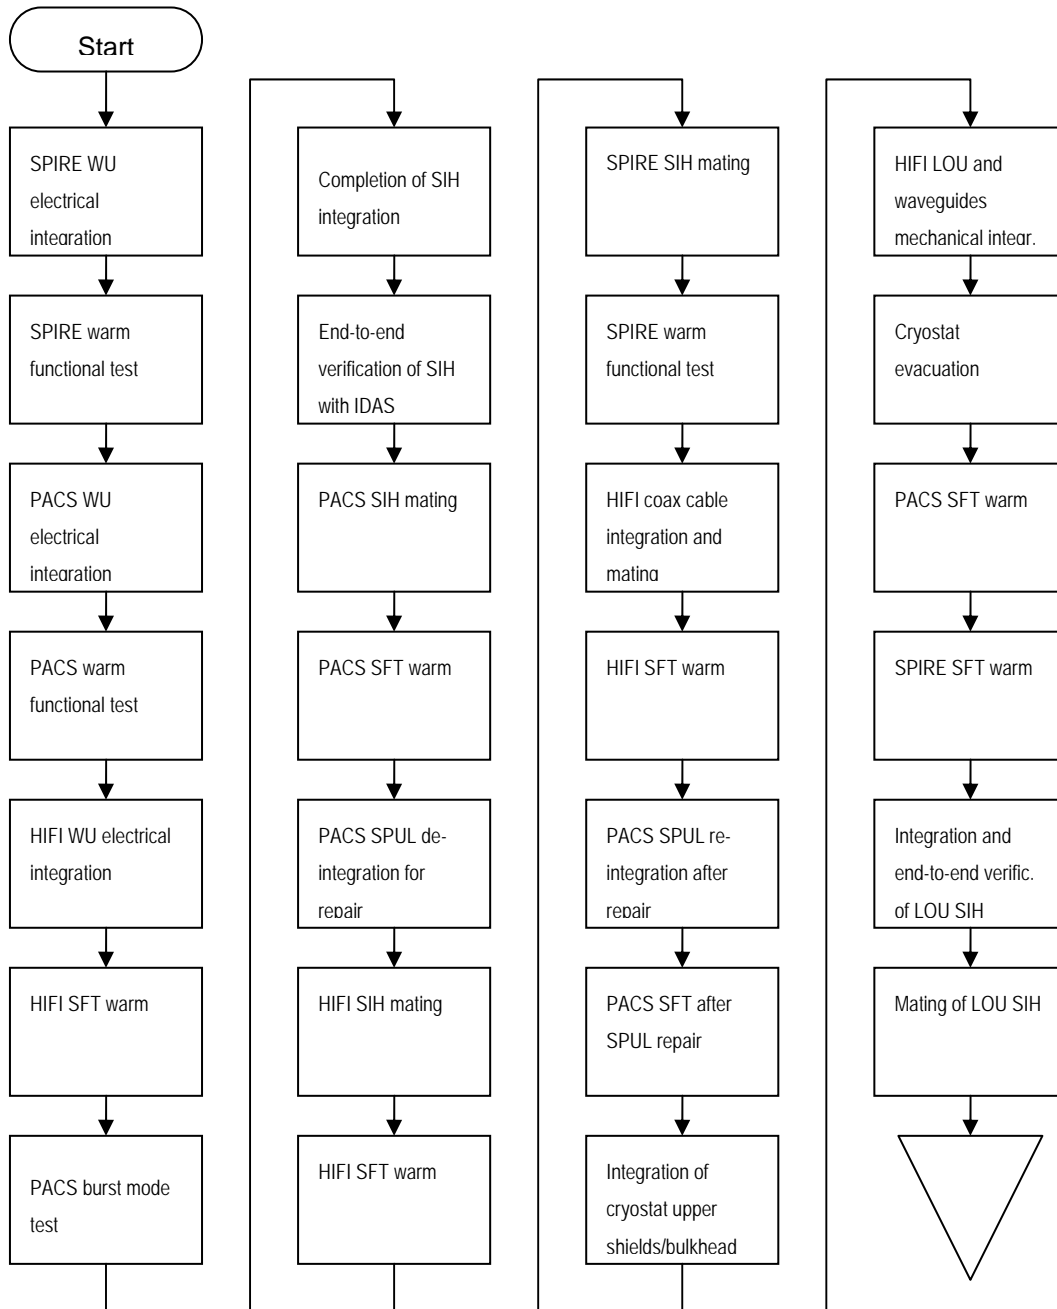 Start
SPIRE WU
electrical
integration
SPIRE warm
functional test
PACS WU
electrical
integration
PACS warm
functional test
HIFI WU electrical
integration
HIFI SFT warm
PACS burst mode
test
Completion of SIH
integration
End-to-end
verification of SIH
with IDAS
PACS SIH mating
PACS SFT warm
PACS SPUL de-
integration for
repair
HIFI SIH mating
HIFI SFT warm
SPIRE SIH mating
SPIRE warm
functional test
HIFI coax cable
integration and
mating
HIFI SFT warm
PACS SPUL re-
integration after
repair
PACS SFT after
SPUL repair
Integration of
cryostat upper
shields/bulkhead
HIFI LOU and
waveguides
mechanical integr.
Cryostat
evacuation
PACS SFT warm
SPIRE SFT warm
Integration and
end-to-end verific.
of LOU SIH
Mating of LOU SIH